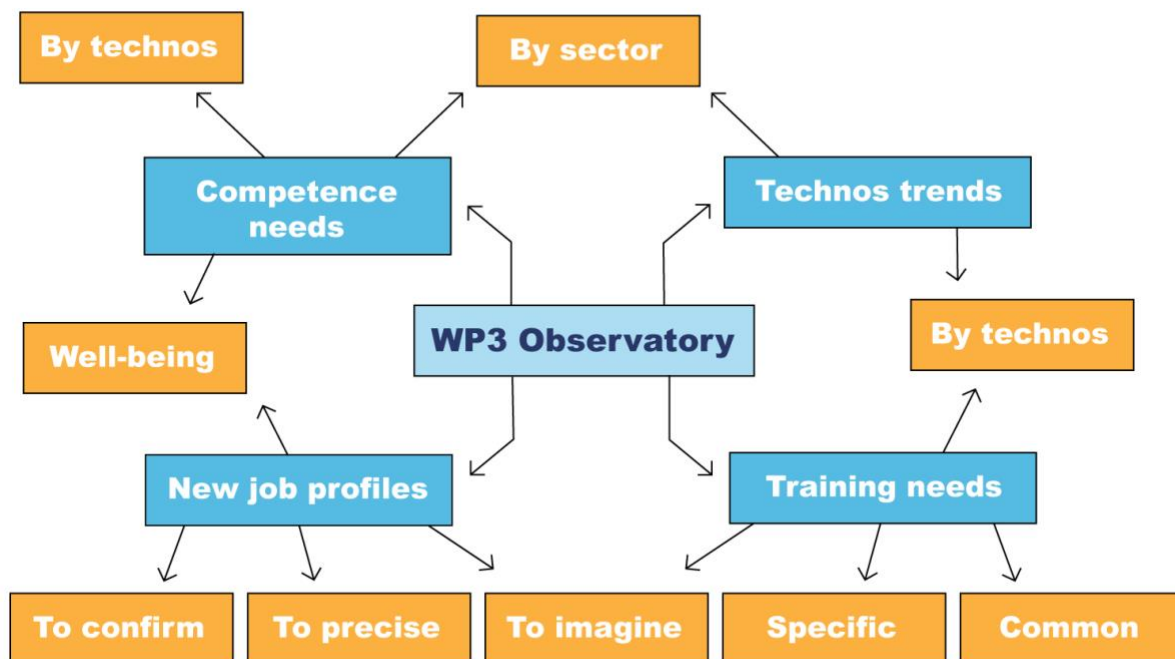 By technos
By sector
Competence
needs
Technos trends
WP3 Observatory
Well-being
By technos
New job profiles
Training needs
To confirm
To precise
To imagine
Specific
Common